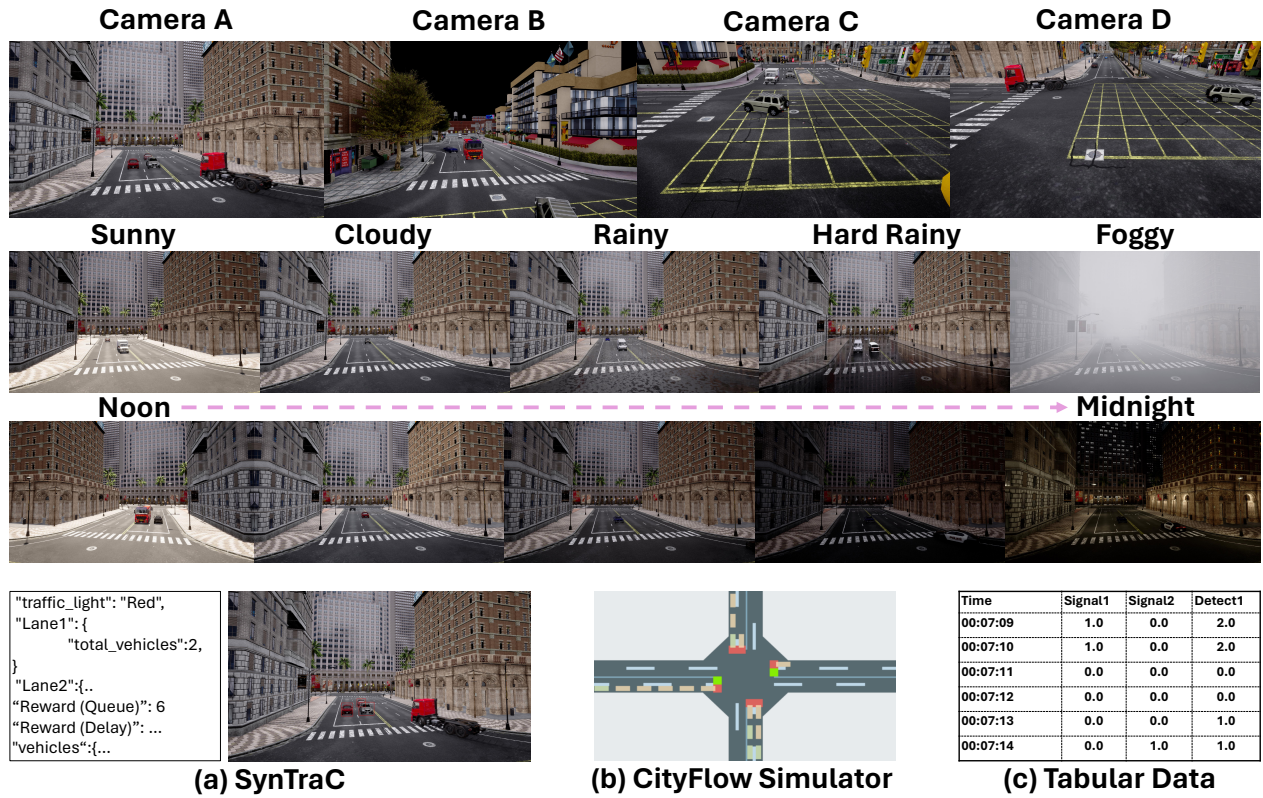 Camera A Camera B Camera C Camera D
Sunny Cloudy Rainy Hard Rainy Foggy
Noon Midnight
"traffic_light": "Red",
"Lane1": {
"total_vehicles":2,
}
"Lane2":{..
“Reward (Queue)”: 6
“Reward (Delay)”: ...
"vehicles“:{...
Time Signal1 Signal2 Detect1
00:07:09 1.0 0.0 2.0
00:07:10 1.0 0.0 2.0
00:07:11 0.0 0.0 0.0
00:07:12 0.0 0.0 0.0
00:07:13 0.0 0.0 1.0
00:07:14 0.0 1.0 1.0
(a) SynTraC (b) CityFlow Simulator (c) Tabular Data